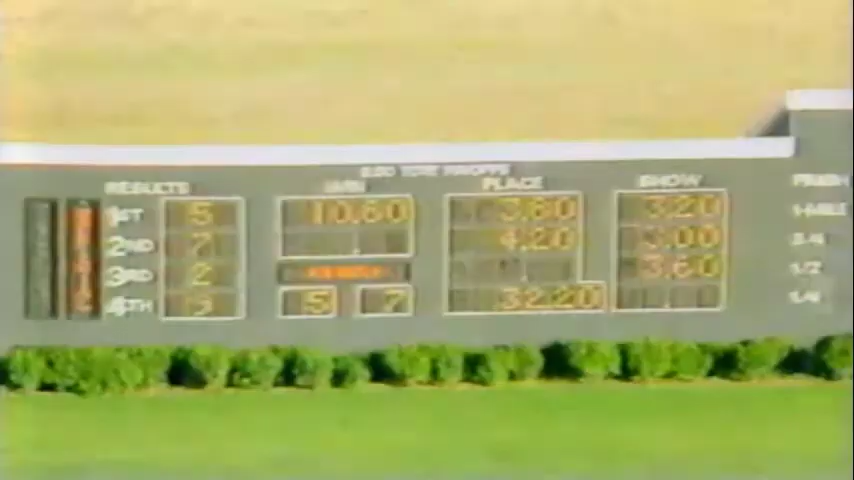 RESULTS
WIN PLACE SHOW FINISH
1ST 5 10.60 3.80 3.20 1-MILE
2ND 7 4.20 3.00 3/4
3RD 2 3.60 1/2
4TH 5 7 32.20 1/4